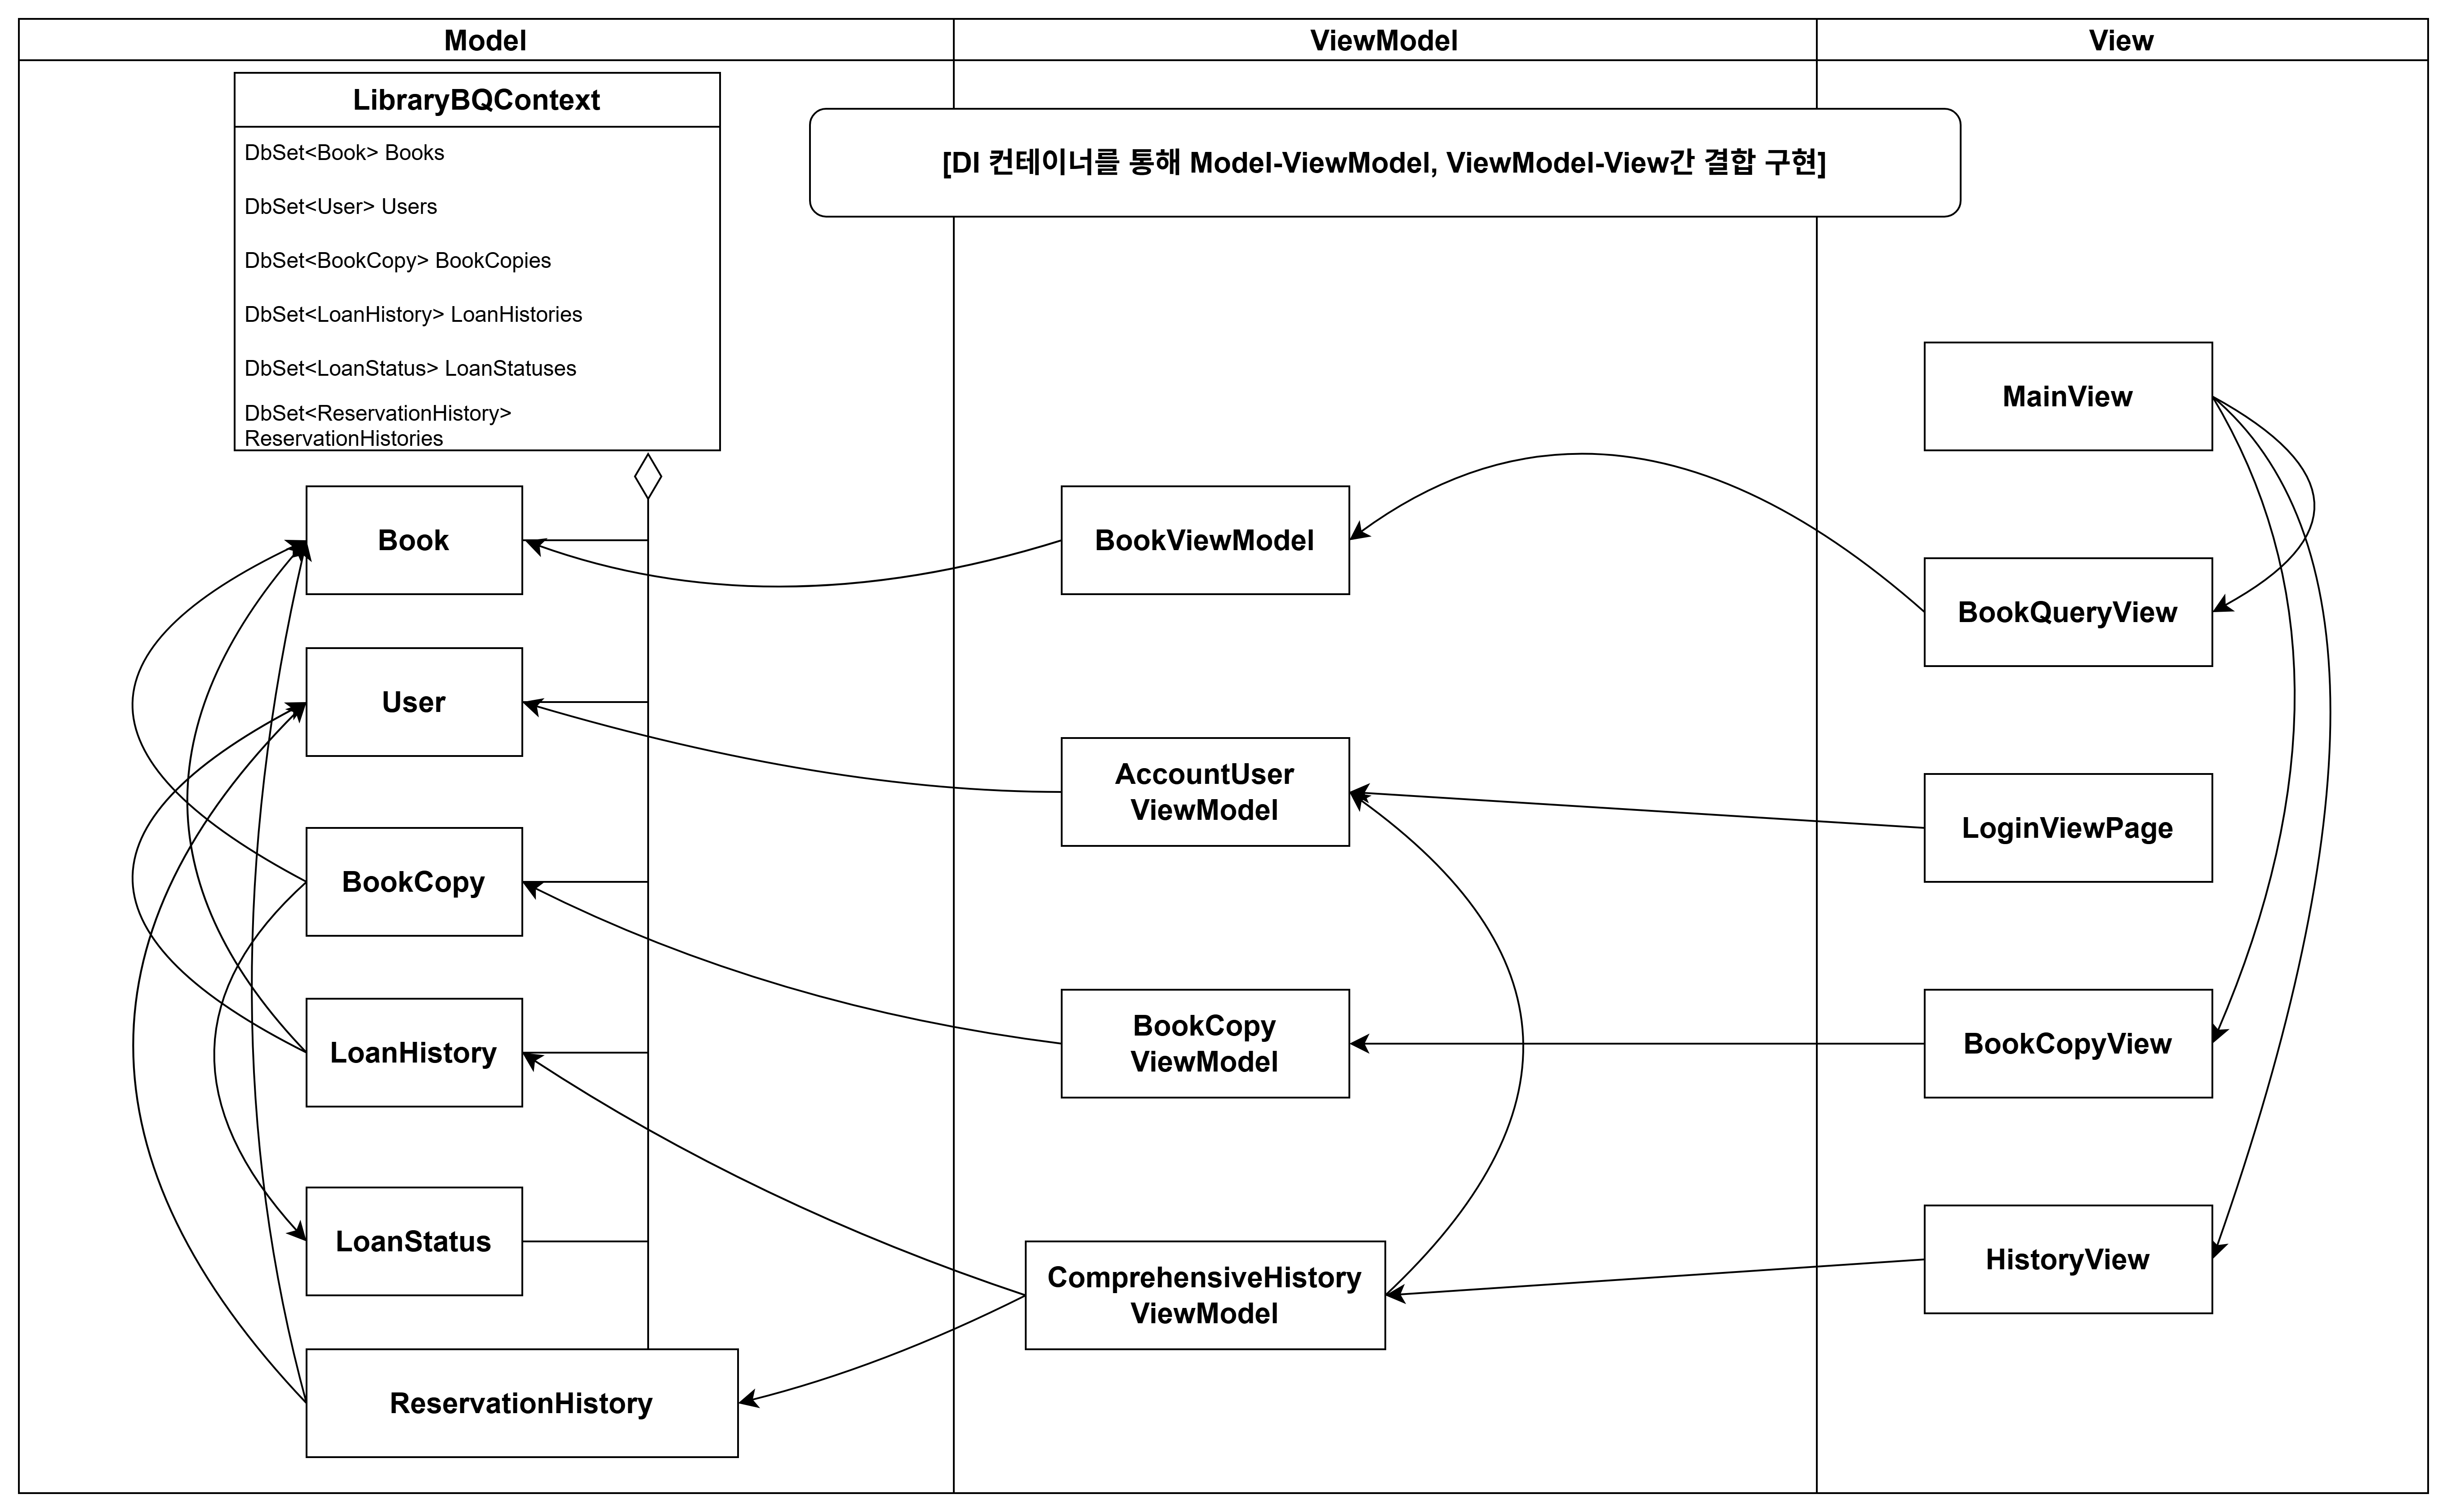 Model
ViewModel
View
LibraryBQContext
DbSet<Book> Books
DbSet<User> Users
DbSet<BookCopy> BookCopies
DbSet<LoanHistory> LoanHistories
DbSet<LoanStatus> LoanStatuses
DbSet<ReservationHistory>
ReservationHistories
[DI 컨테이너를 통해 Model-ViewModel, ViewModel-View간 결합 구현]
Book
User
BookCopy
LoanHistory
LoanStatus
ReservationHistory
BookViewModel
AccountUser
ViewModel
BookCopy
ViewModel
ComprehensiveHistory
ViewModel
MainView
BookQueryView
LoginViewPage
BookCopyView
HistoryView